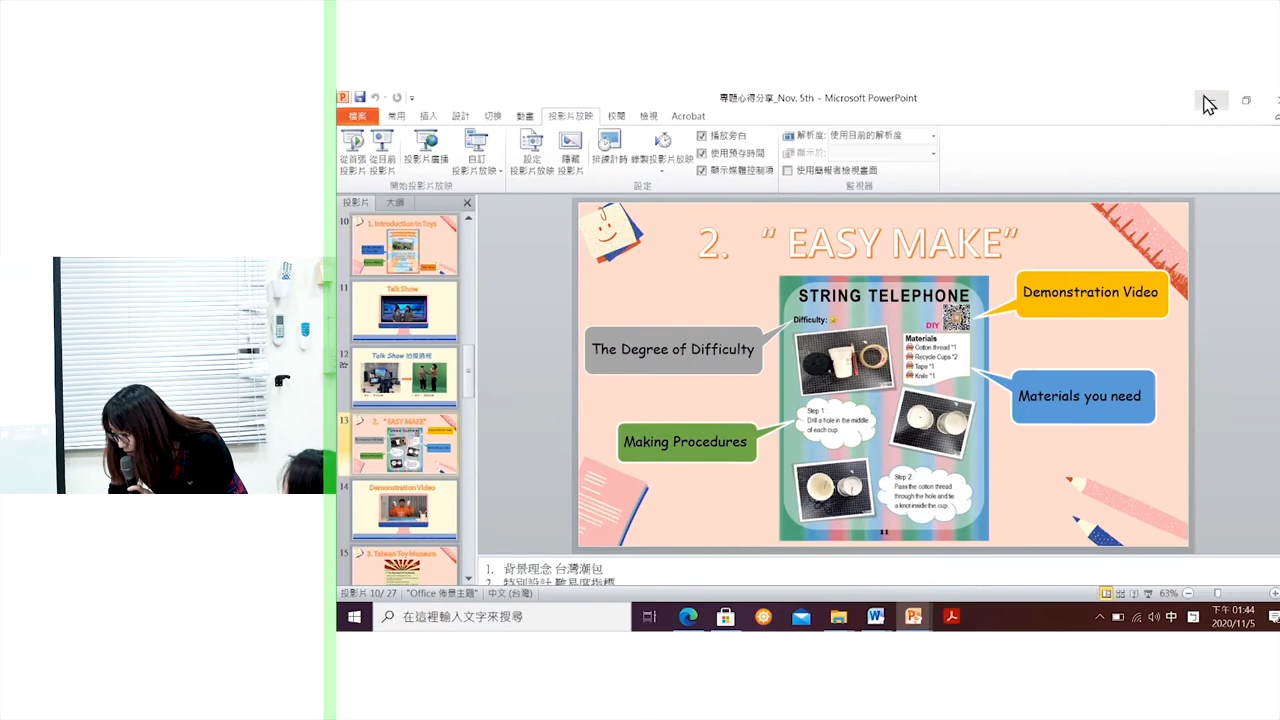 專題心得分享_Nov. 5th - Microsoft PowerPoint
檔案 常用 插入 設計 切換 動畫 投影片放映 校閱 檢視 Acrobat
從首張投影片
從目前投影片
投影片廣播
自訂投影片放映
設定投影片放映
隱藏投影片
排練計時
錄製投影片放映
播放旁白
使用預存時間
顯示媒體控制項
解析度: 使用目前的解析度
顯示於:
使用簡報者檢視畫面
開始投影片放映
設定
監視器
投影片 大綱
10
1. Introduction to Toys
11
Talk Show
12
Talk Show 拍攝過程
13
2. "EASY MAKE"
14
Demonstration Video
15
3. Taiwan Toy Museum
2. “ EASY MAKE”
STRING TELEPHONE
Difficulty:
DIY
Materials
Cotton thread *1
Recycle Cups *2
Tape *1
Knife *1
Step 1:
Drill a hole in the middle
of each cup.
Step 2:
Pass the cotton thread
through the hole and tie
a knot inside the cup.
11
Demonstration Video
The Degree of Difficulty
Materials you need
Making Procedures
1. 背景理念 台灣潮包
2. 特別設計 難易度指標
投影片 10/ 27 "Office 佈景主題" 中文 (台灣)
63%
在這裡輸入文字來搜尋
中
下午 01:44
2020/11/5